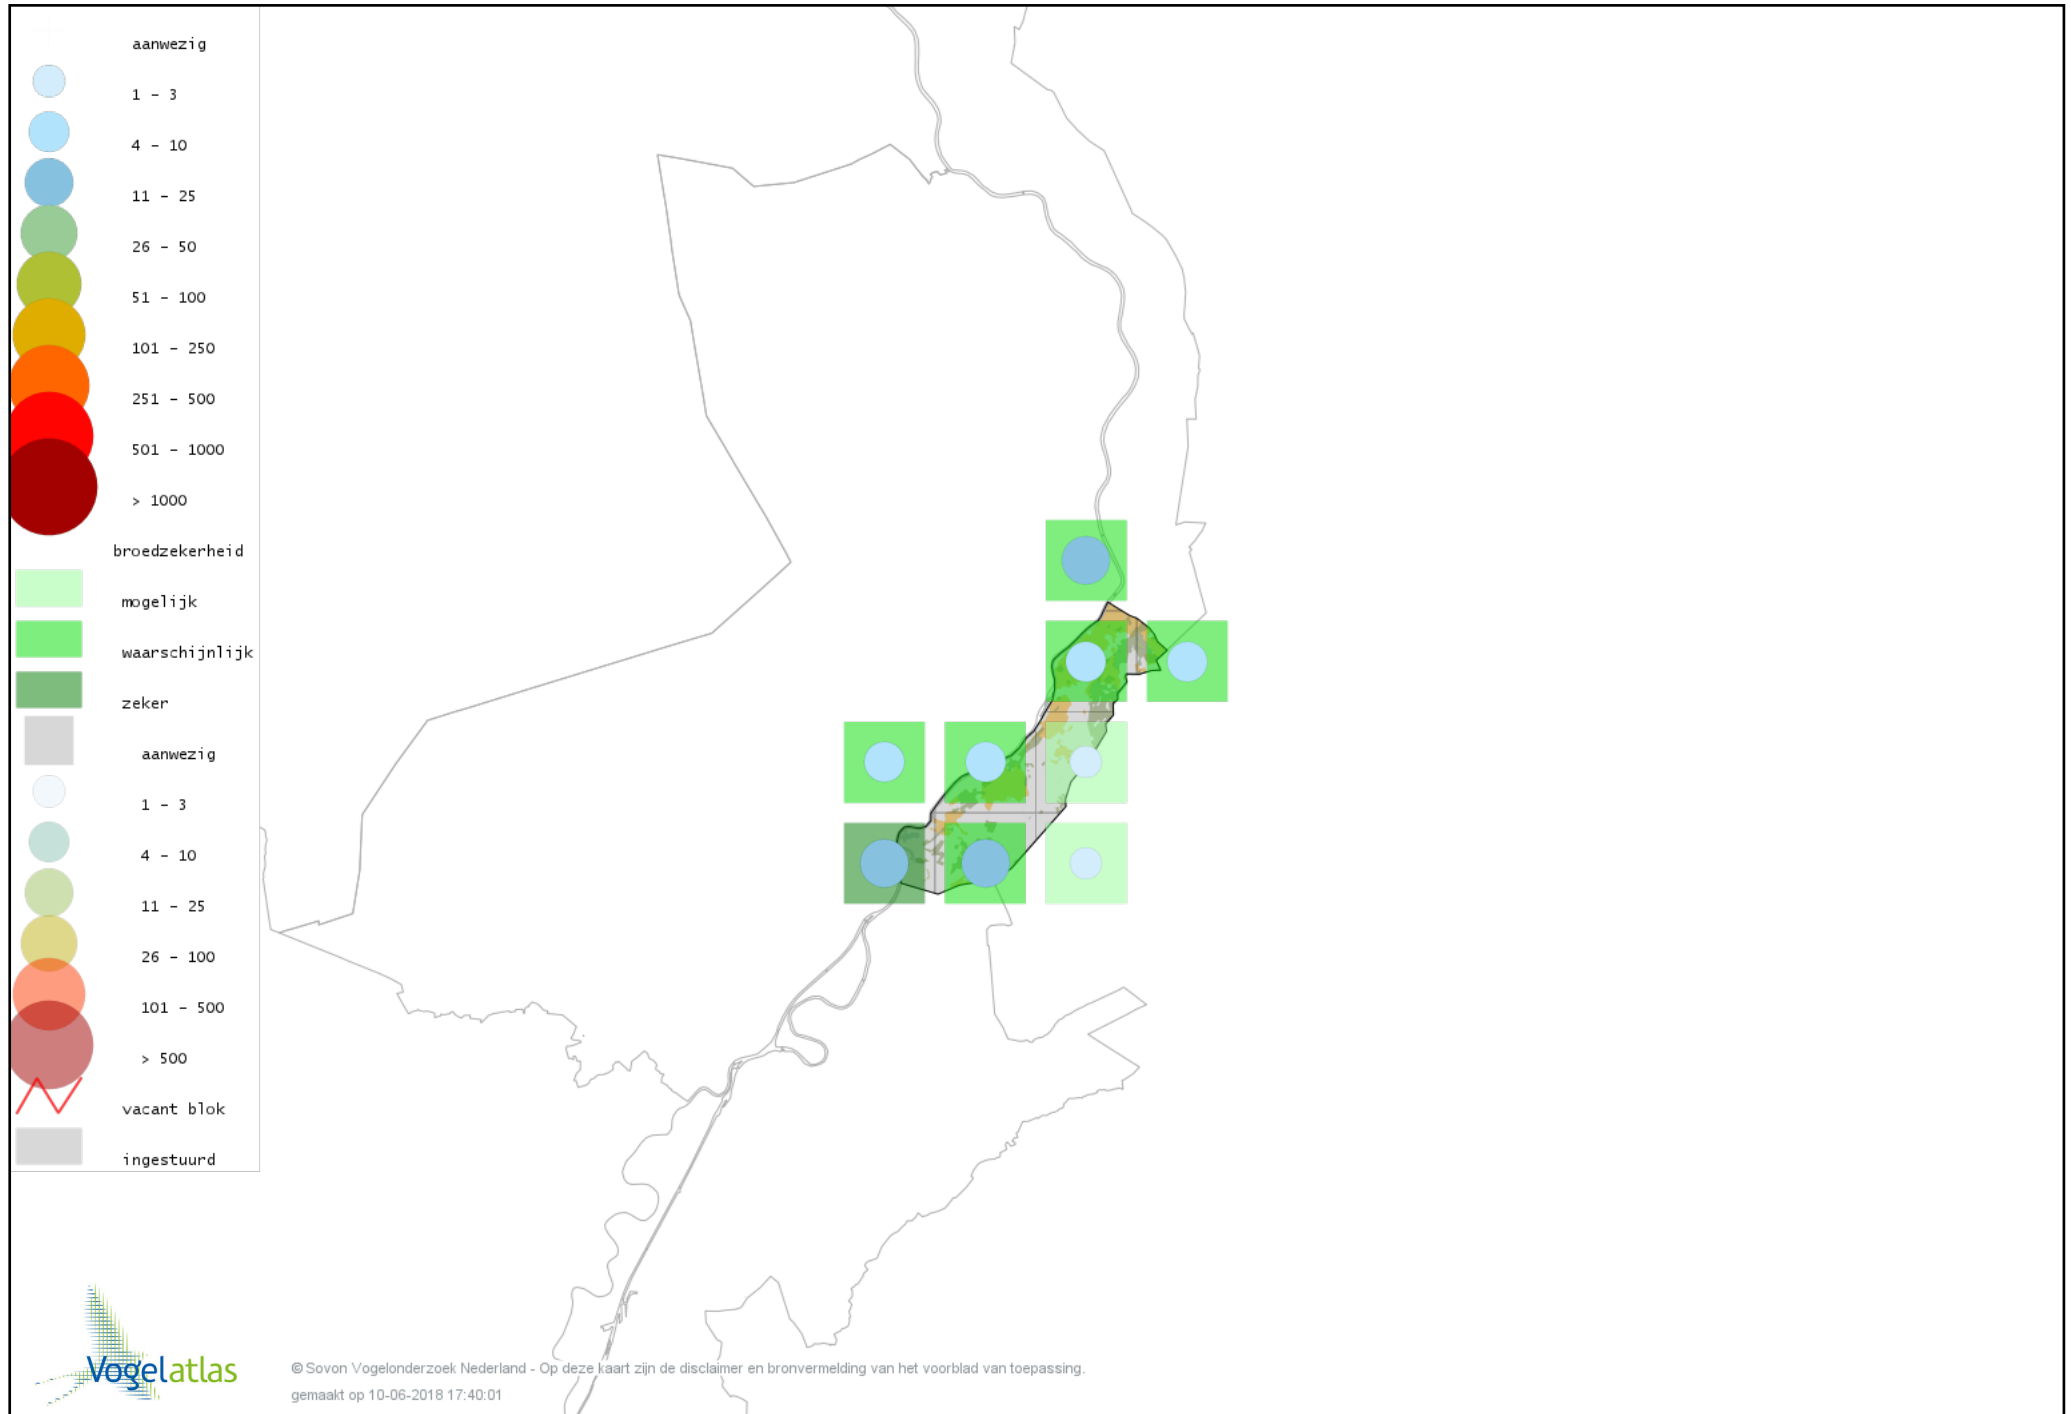 aanwezig
1 - 3
4 - 10
11 - 25
26 - 50
51 - 100
101 - 250
251 - 500
501 - 1000
> 1000
broedzekerheid
mogelijk
waarschijnlijk
zeker
aanwezig
1 - 3
4 - 10
11 - 25
26 - 100
101 - 500
> 500
vacant blok
ingestuurd
Vogelatlas
© Sovon Vogelonderzoek Nederland - Op deze kaart zijn de disclaimer en bronvermelding van het voorblad van toepassing.
gemaakt op 10-06-2018 17:40:01